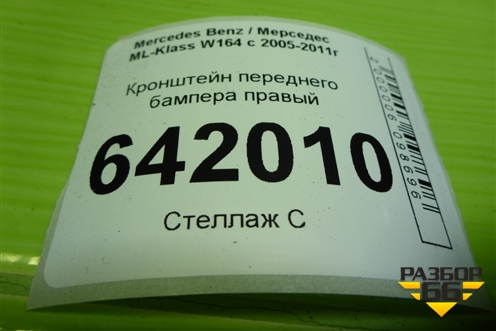 Mercedes Benz / Мерседес
ML-Klass W164 с 2005-2011г
Кронштейн переднего
бампера правый
642010
Стеллаж С
РАЗБОР
66